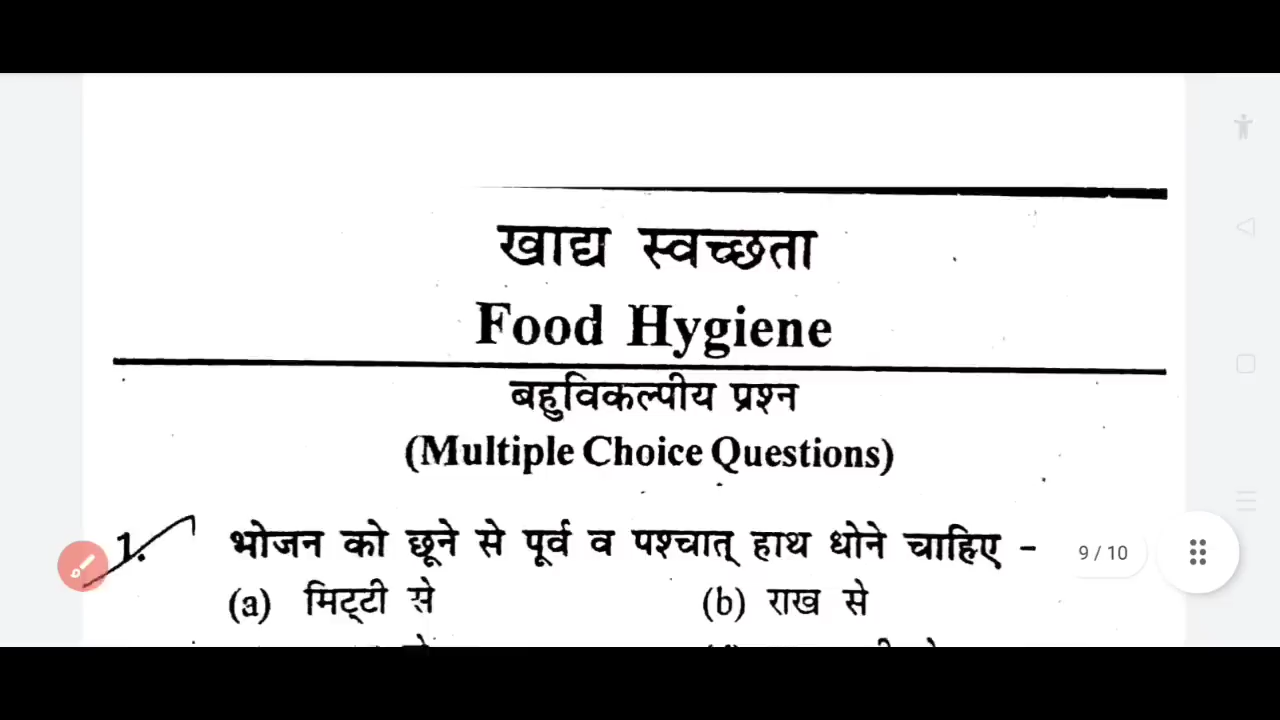 खाद्य स्वच्छता
Food Hygiene
बहुविकल्पीय प्रश्न
(Multiple Choice Questions)
1. भोजन को छूने से पूर्व व पश्चात् हाथ धोने चाहिए –
9 / 10
(a) मिट्टी से (b) राख से